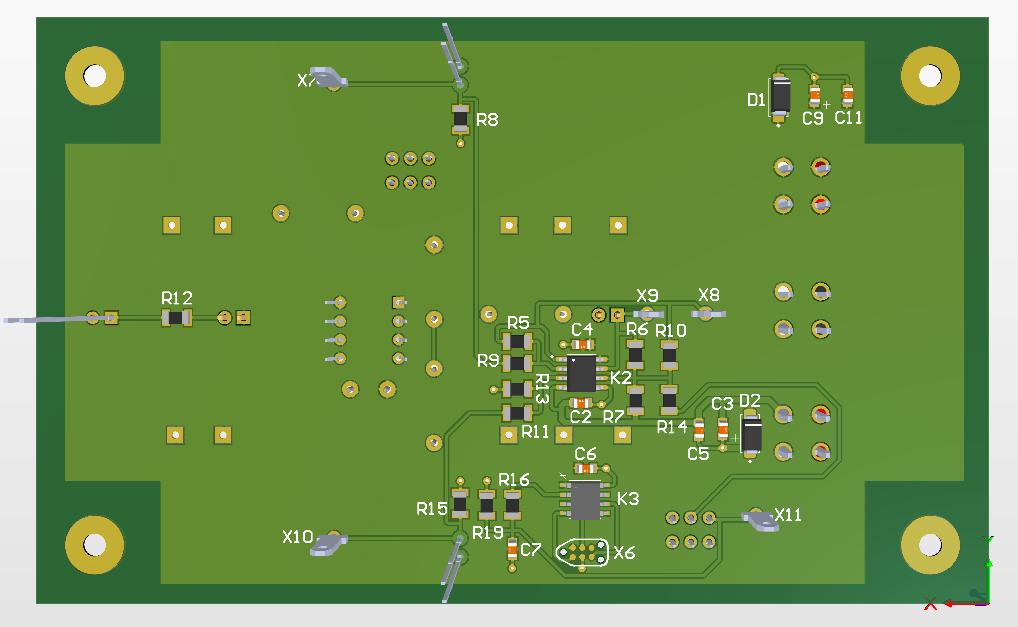 X7
R8
D1
C9
+
C11
R12
X9
X8
R5
C4
R6
R10
R9
K2
R13
C2
R7
C3
D2
R11
R14
+
C5
C6
R16
R15
K3
R19
X10
X11
C7
X6
X